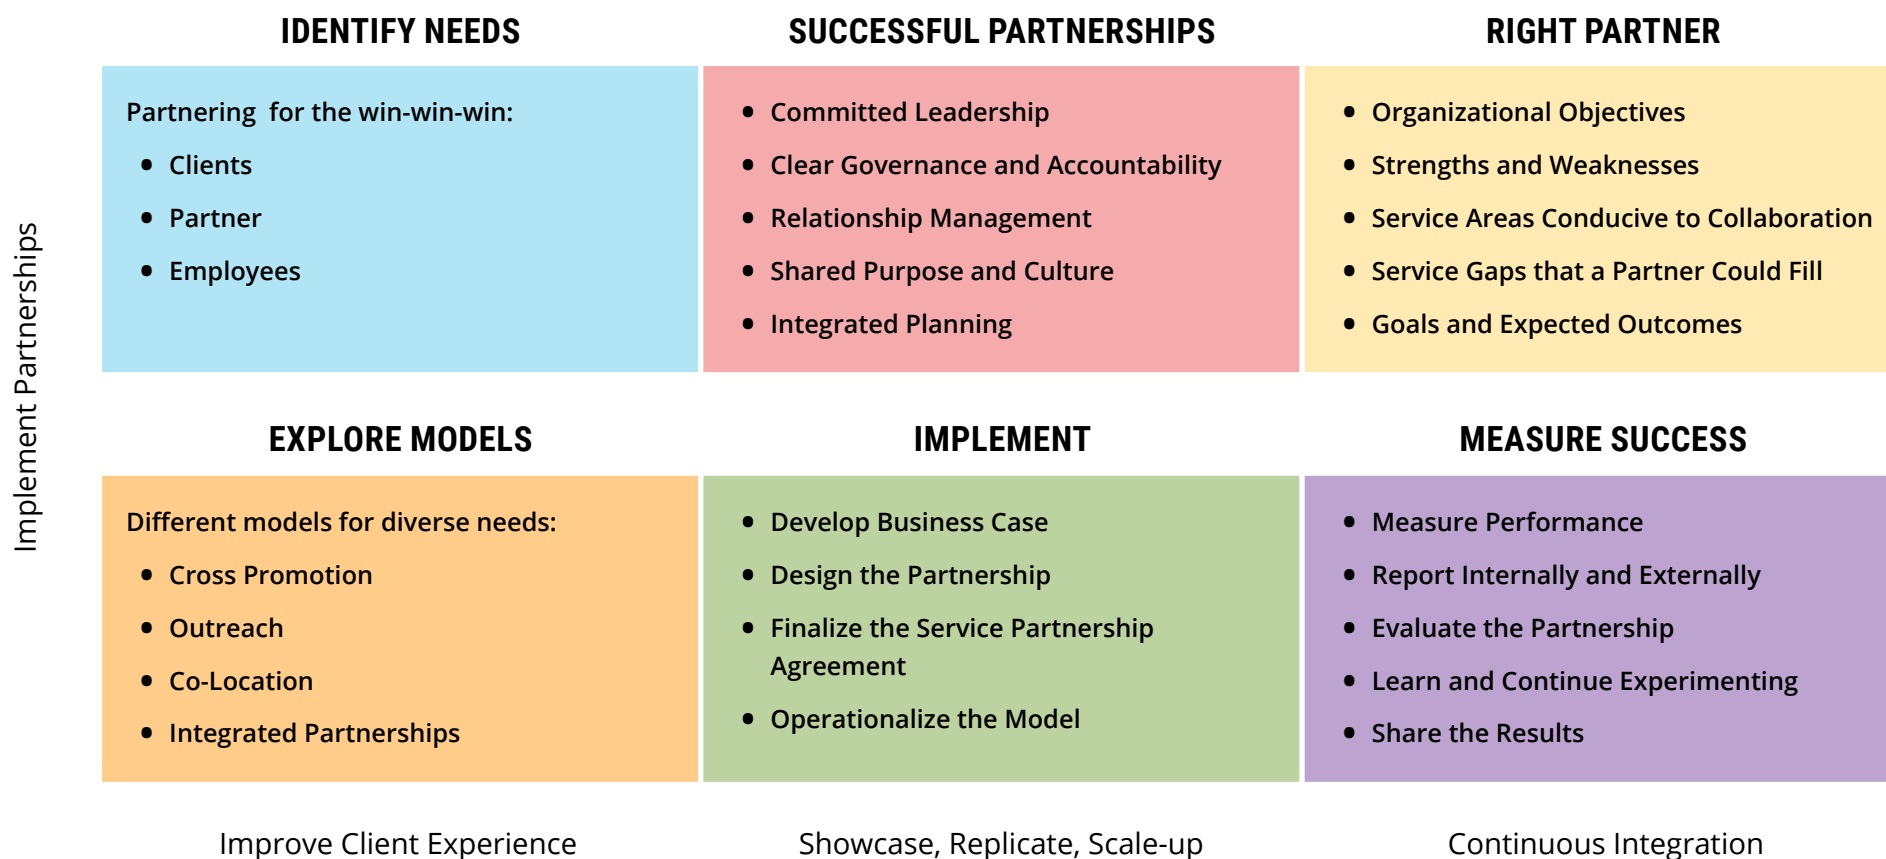 IDENTIFY NEEDS
Partnering for the win-win-win:
• Clients
• Partner
• Employees
SUCCESSFUL PARTNERSHIPS
• Committed Leadership
• Clear Governance and Accountability
• Relationship Management
• Shared Purpose and Culture
• Integrated Planning
RIGHT PARTNER
• Organizational Objectives
• Strengths and Weaknesses
• Service Areas Conducive to Collaboration
• Service Gaps that a Partner Could Fill
• Goals and Expected Outcomes
Implement Partnerships
EXPLORE MODELS
Different models for diverse needs:
• Cross Promotion
• Outreach
• Co-Location
• Integrated Partnerships
IMPLEMENT
• Develop Business Case
• Design the Partnership
• Finalize the Service Partnership
Agreement
• Operationalize the Model
MEASURE SUCCESS
• Measure Performance
• Report Internally and Externally
• Evaluate the Partnership
• Learn and Continue Experimenting
• Share the Results
Improve Client Experience
Showcase, Replicate, Scale-up
Continuous Integration